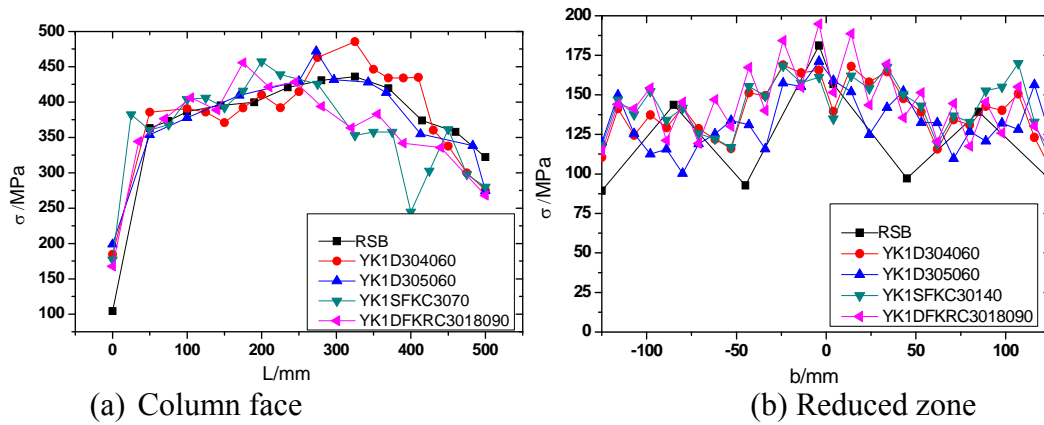 500
450
400
350
300
250
200
150
100
σ /MPa
0 100 200 300 400 500
L/mm
RSB
YK1D304060
YK1D305060
YK1SFKC3070
YK1DFKRC3018090
(a) Column face
200
175
150
125
100
75
50
25
0
σ /MPa
-100 -50 0 50 100
b/mm
RSB
YK1D304060
YK1D305060
YK1SFKC30140
YK1DFKRC3018090
(b) Reduced zone